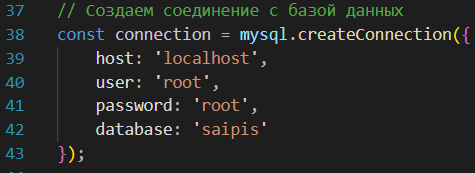 37 // Создаем соединение с базой данных
38 const connection = mysql.createConnection({
39 host: 'localhost',
40 user: 'root',
41 password: 'root',
42 database: 'saipis'
43 });